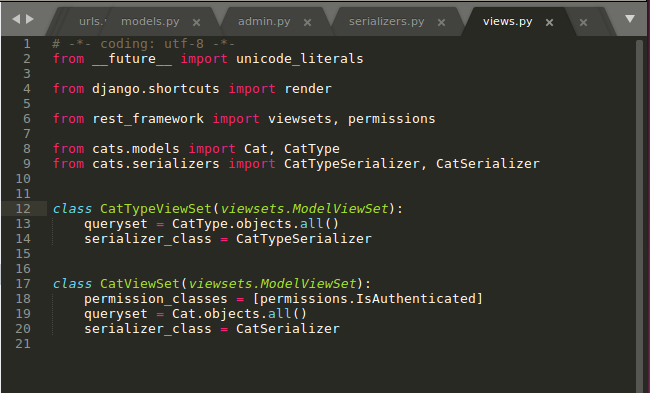 urls.
models.py
admin.py
serializers.py
views.py
1 # -*- coding: utf-8 -*-
2 from __future__ import unicode_literals
3
4 from django.shortcuts import render
5
6 from rest_framework import viewsets, permissions
7
8 from cats.models import Cat, CatType
9 from cats.serializers import CatTypeSerializer, CatSerializer
10
11
12 class CatTypeViewSet(viewsets.ModelViewSet):
13     queryset = CatType.objects.all()
14     serializer_class = CatTypeSerializer
15
16
17 class CatViewSet(viewsets.ModelViewSet):
18     permission_classes = [permissions.IsAuthenticated]
19     queryset = Cat.objects.all()
20     serializer_class = CatSerializer
21